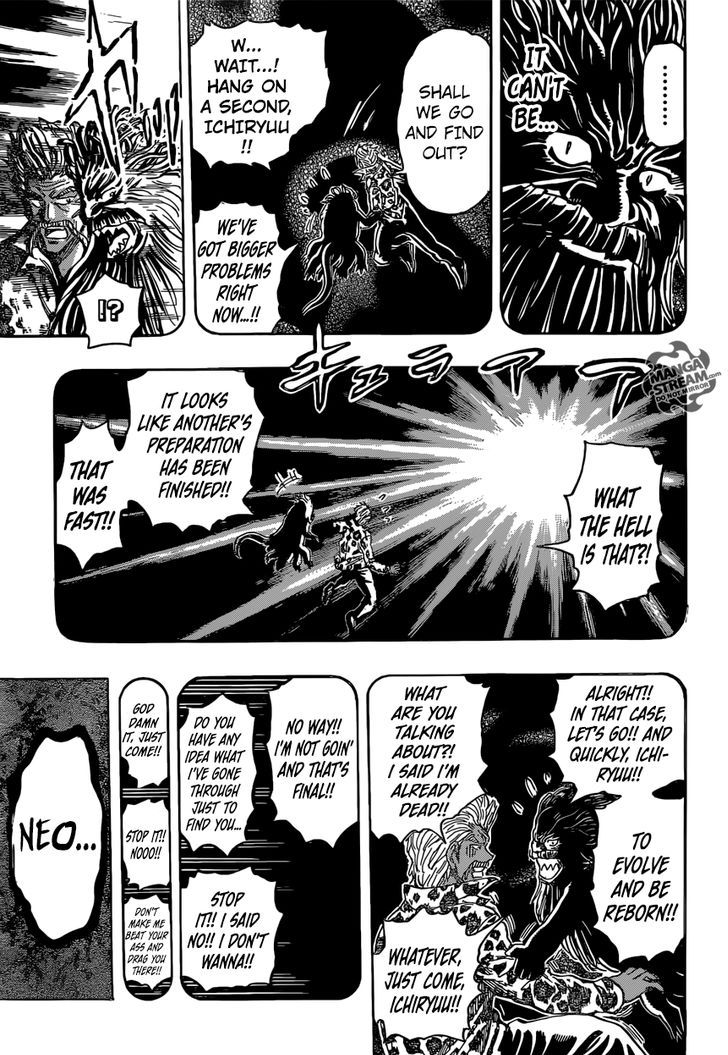 .........
IT
CAN'T
BE...
SHALL
WE GO
AND FIND
OUT?
W...
WAIT...!
HANG ON
A SECOND,
ICHIRYUU
!!
WE'VE
GOT BIGGER
PROBLEMS
RIGHT
NOW...!!
!?
キュラアアア
MANGA
STREAM.com
DO NOT MIRROR
WHAT
THE HELL
IS THAT?!
IT LOOKS
LIKE ANOTHER'S
PREPARATION
HAS BEEN
FINISHED!!
THAT
WAS
FAST!!
ALRIGHT!!
IN THAT CASE,
LET'S GO!! AND
QUICKLY, ICHI-
RYUU!!
TO
EVOLVE
AND BE
REBORN!!
WHAT
ARE YOU
TALKING
ABOUT?!
I SAID I'M
ALREADY
DEAD!!
WHATEVER,
JUST COME,
ICHIRYUU!!
NO WAY!!
I'M NOT GOIN'
AND THAT'S
FINAL!!
DO YOU
HAVE ANY
IDEA WHAT
I'VE GONE
THROUGH
JUST TO
FIND YOU...
STOP
IT!! I SAID
NO!! I DON'T
WANNA!!
GOD
DAMN
IT, JUST
COME!!
STOP IT!!
NOOO!!
DON'T
MAKE ME
BEAT YOUR
ASS AND
DRAG YOU
THERE!!
NEO...